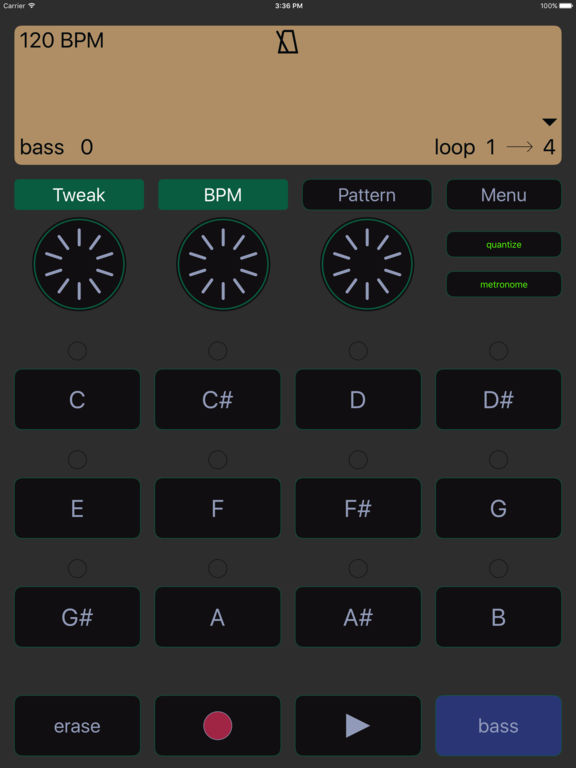 Carrier 3:36 PM 100%
120 BPM
bass 0 loop 1 → 4
Tweak BPM Pattern Menu
quantize
metronome
C C# D D#
E F F# G
G# A A# B
erase bass